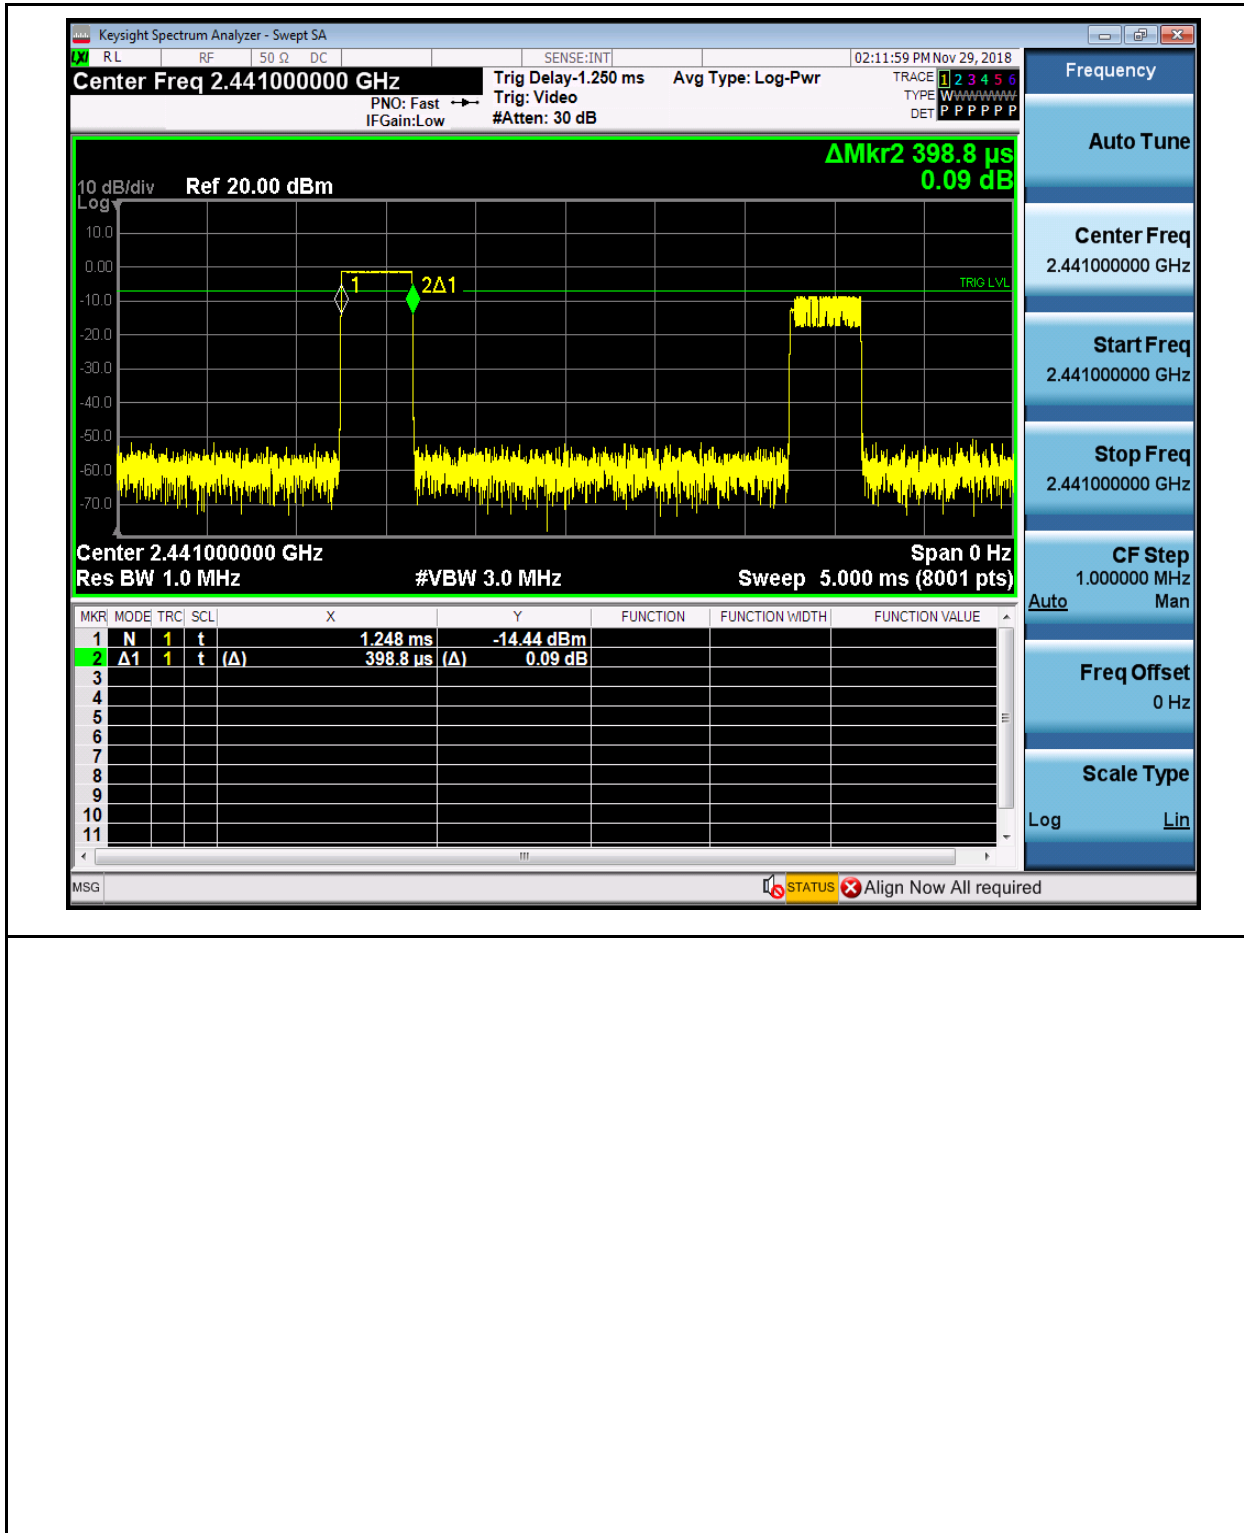 Keysight Spectrum Analyzer - Swept SA
LXI RL RF 50 Ω DC SENSE:INT 02:11:59 PM Nov 29, 2018
Center Freq 2.441000000 GHz
PNO: Fast
IFGain:Low
Trig Delay-1.250 ms
Trig: Video
#Atten: 30 dB
Avg Type: Log-Pwr
TRACE 1 2 3 4 5 6
TYPE WWWWWW
DET P P P P P P
ΔMkr2 398.8 µs
0.09 dB
10 dB/div Ref 20.00 dBm
Log
10.0
0.00
-10.0
-20.0
-30.0
-40.0
-50.0
-60.0
-70.0
1
2Δ1
TRIG LVL
Center 2.441000000 GHz Span 0 Hz
Res BW 1.0 MHz #VBW 3.0 MHz Sweep 5.000 ms (8001 pts)
MKR MODE TRC SCL X Y FUNCTION FUNCTION WIDTH FUNCTION VALUE
1 N 1 t 1.248 ms -14.44 dBm
2 Δ1 1 t (Δ) 398.8 µs (Δ) 0.09 dB
3
4
5
6
7
8
9
10
11
MSG STATUS Align Now All required
Frequency
Auto Tune
Center Freq
2.441000000 GHz
Start Freq
2.441000000 GHz
Stop Freq
2.441000000 GHz
CF Step
1.000000 MHz
Auto Man
Freq Offset
0 Hz
Scale Type
Log Lin